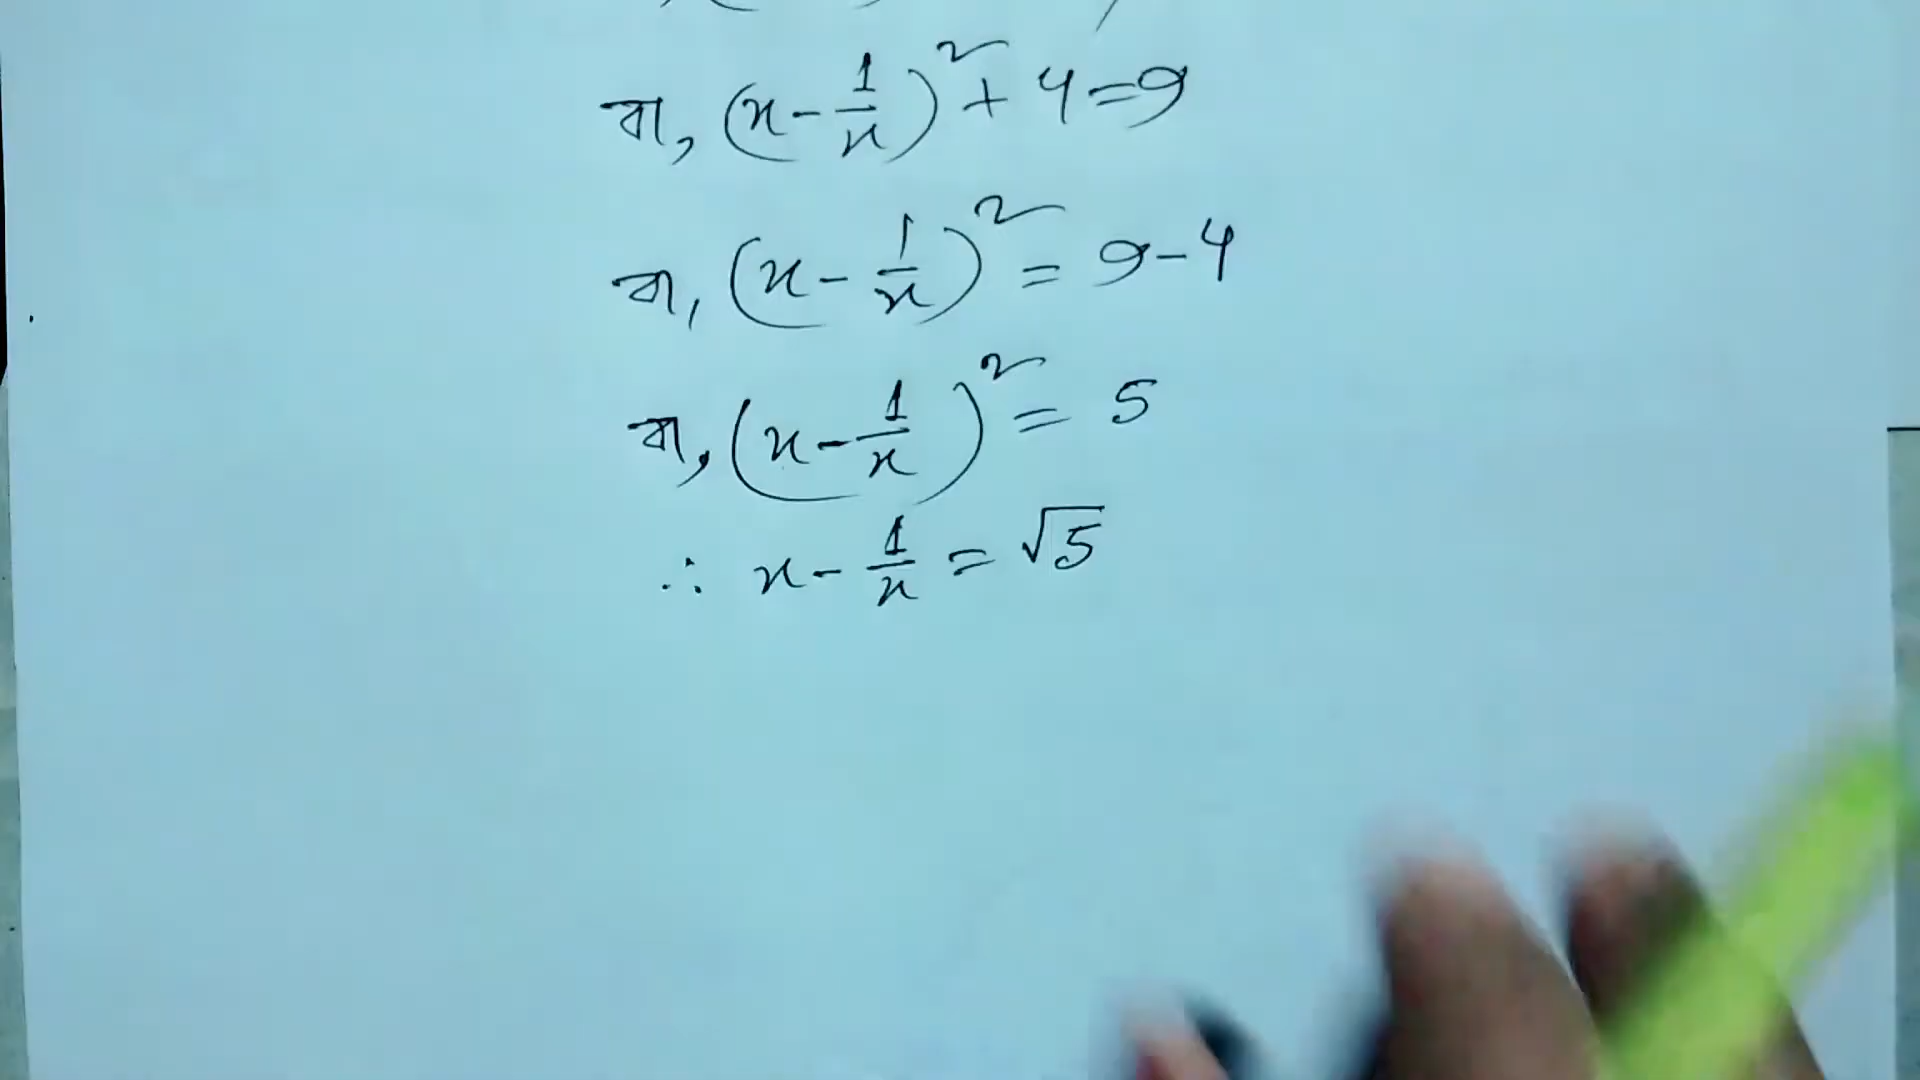 বা, (x - 1/x)² + 4 = 9
বা, (x - 1/x)² = 9 - 4
বা, (x - 1/x)² = 5
∴ x - 1/x = √5